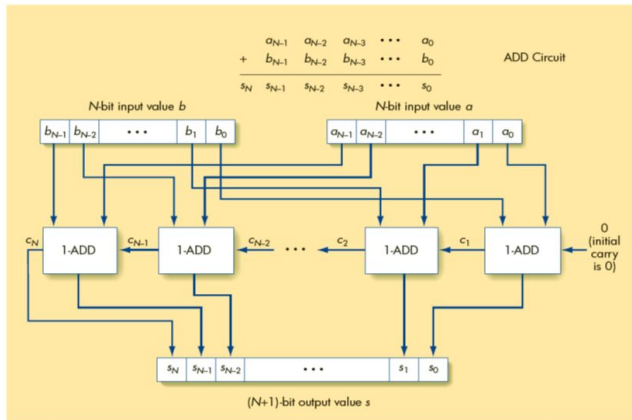 a_{N–1} a_{N–2} a_{N–3} ••• a_0
+ b_{N–1} b_{N–2} b_{N–3} ••• b_0
ADD Circuit
s_N s_{N–1} s_{N–2} s_{N–3} ••• s_0
N-bit input value b
N-bit input value a
b_{N–1} b_{N–2} ••• b_1 b_0
a_{N–1} a_{N–2} ••• a_1 a_0
c_N 1-ADD c_{N–1} 1-ADD c_{N–2} ••• c_2 1-ADD c_1 1-ADD
0
(initial
carry
is 0)
s_N s_{N–1} s_{N–2} ••• s_1 s_0
(N+1)-bit output value s